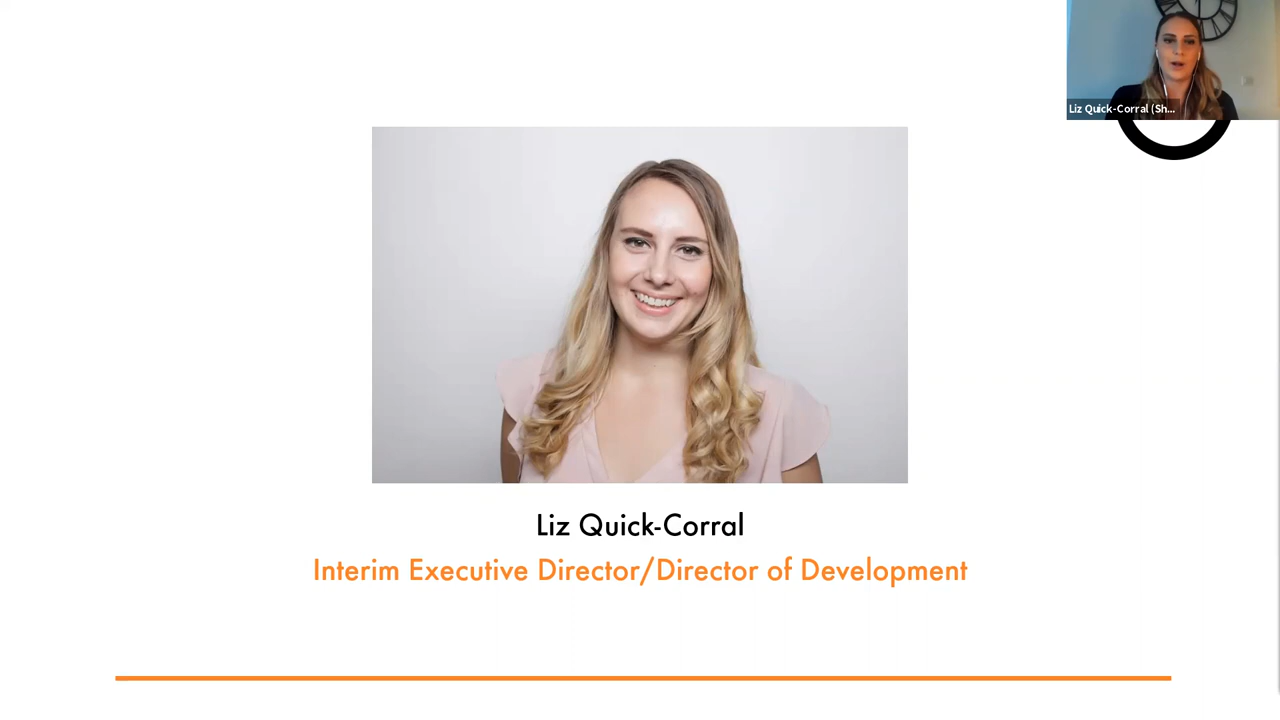 Liz Quick-Corral (Sh...
Liz Quick-Corral
Interim Executive Director/Director of Development